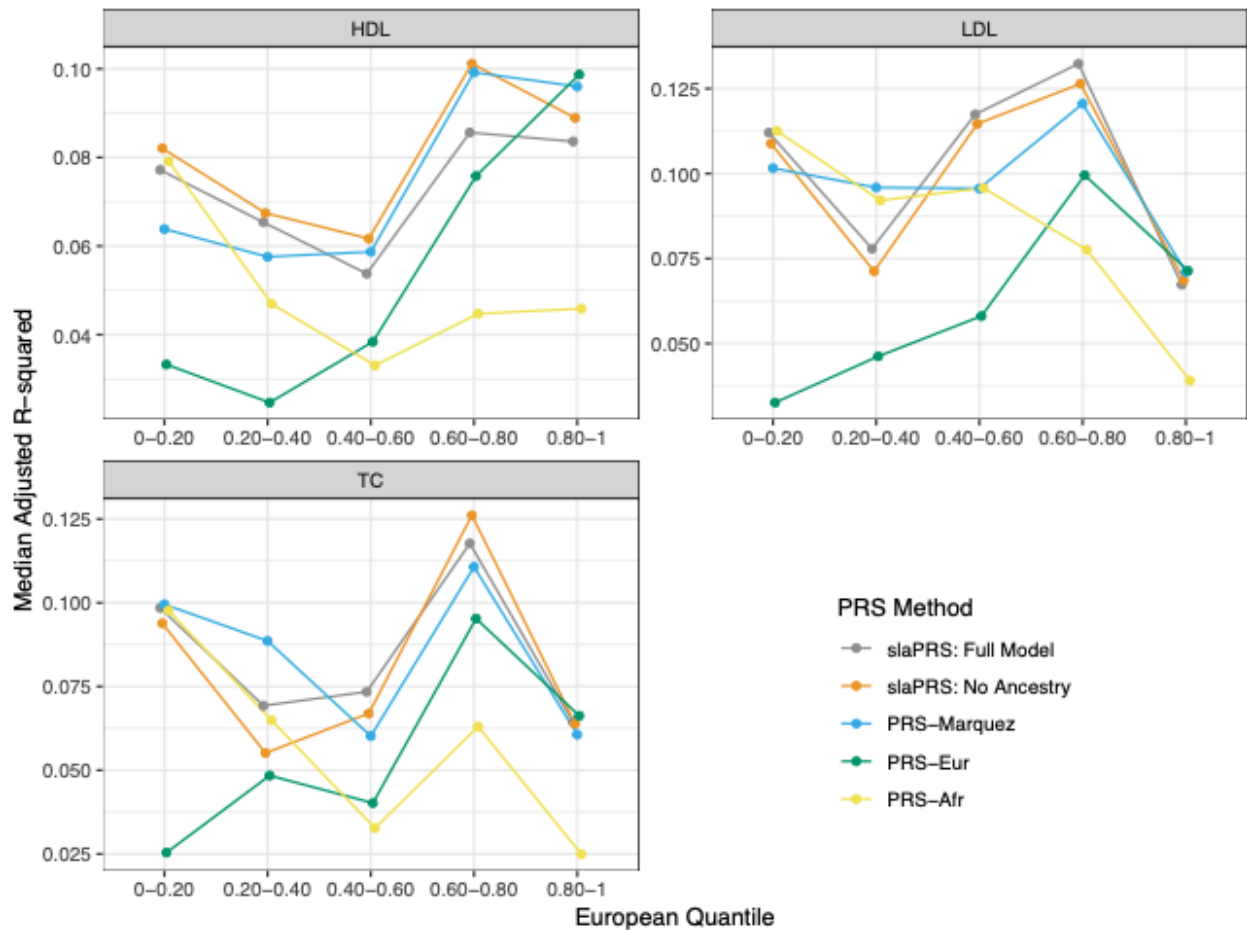 HDL
LDL
0.10
0.08
0.06
0.04
0.125
0.100
0.075
0.050
0−0.20 0.20−0.40 0.40−0.60 0.60−0.80 0.80−1
0−0.20 0.20−0.40 0.40−0.60 0.60−0.80 0.80−1
Median Adjusted R−squared
TC
0.125
0.100
0.075
0.050
0.025
0−0.20 0.20−0.40 0.40−0.60 0.60−0.80 0.80−1
European Quantile
PRS Method
slaPRS: Full Model
slaPRS: No Ancestry
PRS−Marquez
PRS−Eur
PRS−Afr